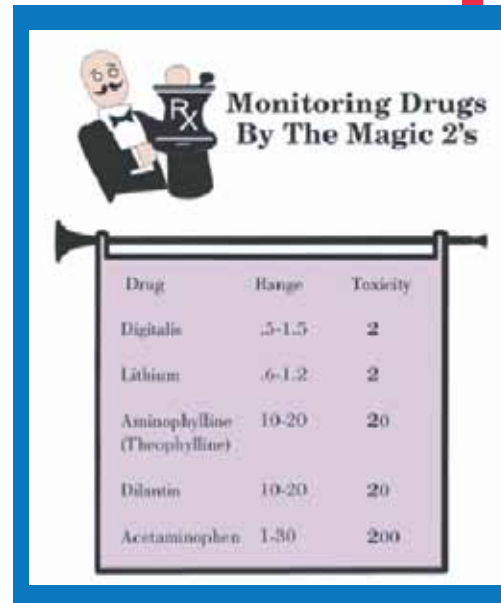 Rx
Monitoring Drugs
By The Magic 2's
Drug Range Toxicity
Digitalis .5-1.5 2
Lithium .6-1.2 2
Aminophylline 10-20 20
(Theophylline)
Dilantin 10-20 20
Acetaminophen 1-30 200